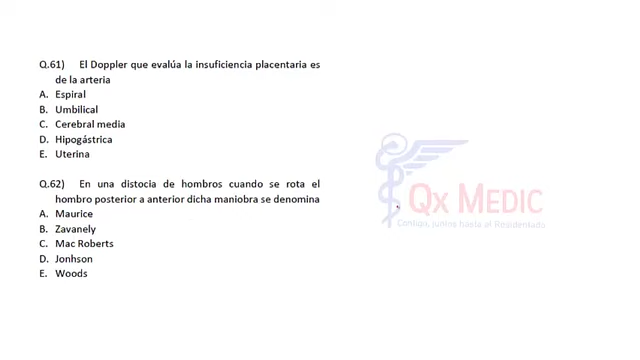 Q.61) El Doppler que evalúa la insuficiencia placentaria es
de la arteria
A. Espiral
B. Umbilical
C. Cerebral media
D. Hipogástrica
E. Uterina
Q.62) En una distocia de hombros cuando se rota el
hombro posterior a anterior dicha maniobra se denomina
A. Maurice
B. Zavanely
C. Mac Roberts
D. Jonhson
E. Woods
QX MEDIC
Contigo, juntos hasta el Residentado